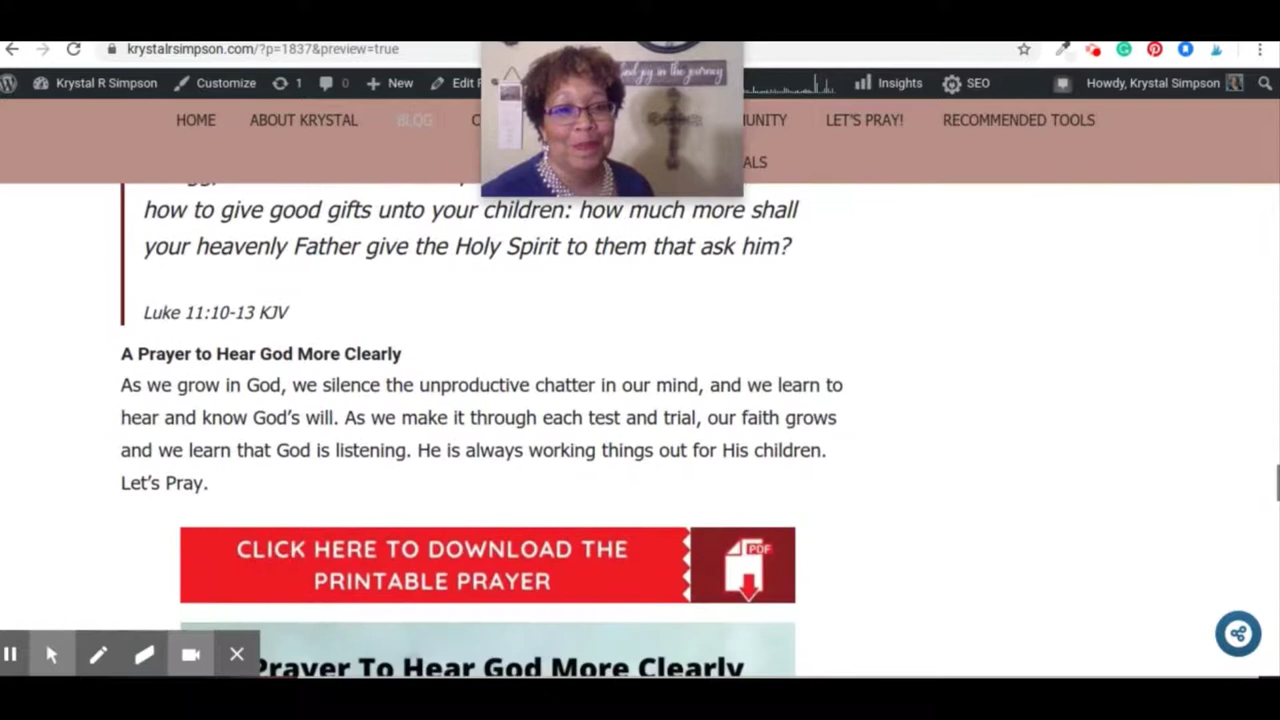 krystalrsimpson.com/?p=1837&preview=true
Krystal R Simpson Customize 1 0 New Edit Insights SEO Howdy, Krystal Simpson
joy in the journey
HOME ABOUT KRYSTAL BLOG LET'S PRAY! RECOMMENDED TOOLS
how to give good gifts unto your children: how much more shall
your heavenly Father give the Holy Spirit to them that ask him?
Luke 11:10-13 KJV
A Prayer to Hear God More Clearly
As we grow in God, we silence the unproductive chatter in our mind, and we learn to
hear and know God's will. As we make it through each test and trial, our faith grows
and we learn that God is listening. He is always working things out for His children.
Let's Pray.
CLICK HERE TO DOWNLOAD THE
PRINTABLE PRAYER
PDF
Prayer To Hear God More Clearly